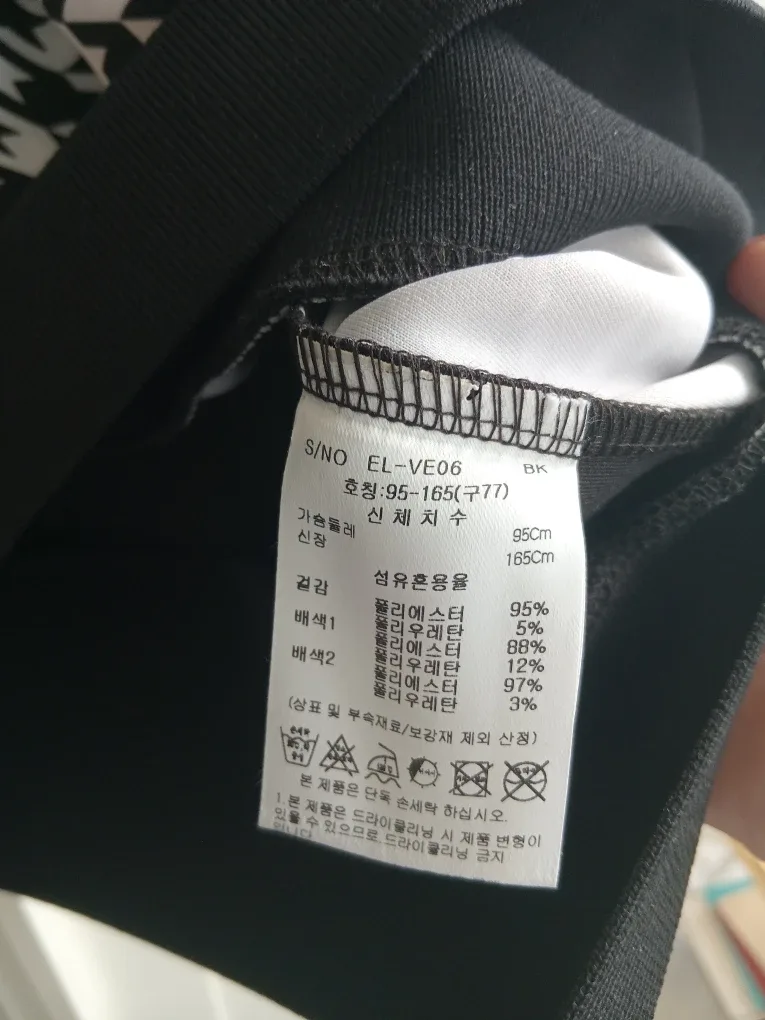 S/NO EL-VE06 BK
호칭:95-165(구77)
신체치수
가슴둘레 95Cm
신장 165Cm
섬유혼용율
겉감 폴리에스터 95%
폴리우레탄 5%
배색1 폴리에스터 88%
폴리우레탄 12%
배색2 폴리에스터 97%
폴리우레탄 3%
(상표 및 부속재료/보강재 제외 산정)
본 제품은 단독 손세탁 하십시오.
1.본 제품은 드라이클리닝 시 제품 변형이
있을 수 있으므로 드라이클리닝 금지
입니다